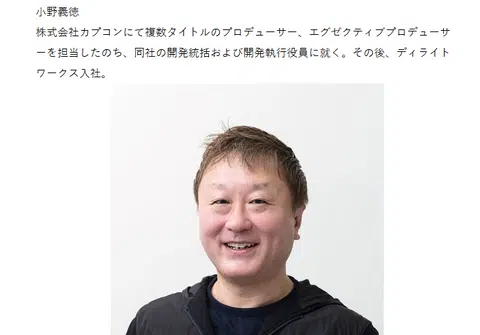 小野義徳
株式会社カプコンにて複数タイトルのプロデューサー、エグゼクティブプロデューサ
ーを担当したのち、同社の開発統括および開発執行役員に就く。その後、ディライト
ワークス入社。